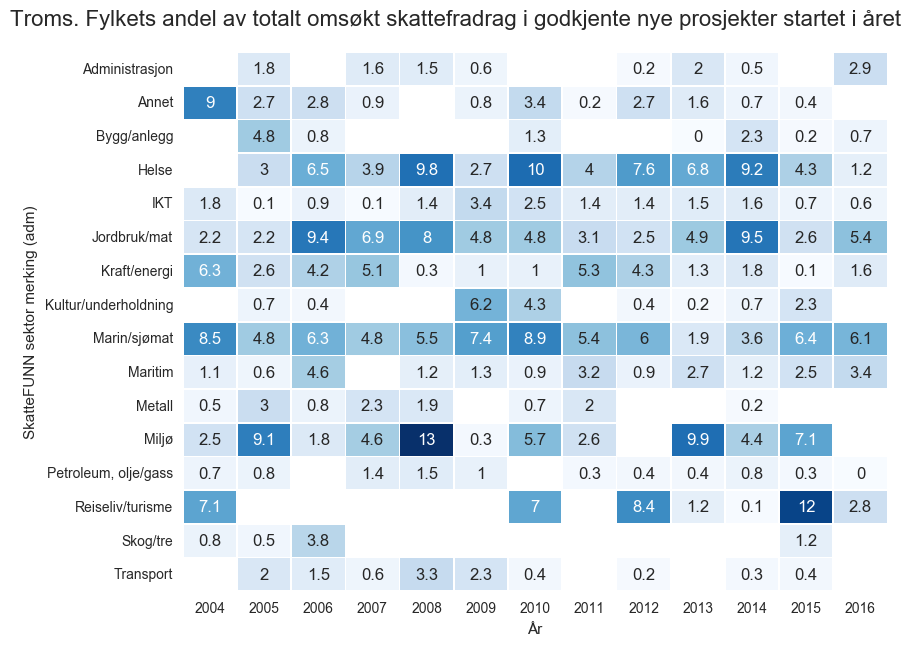 Troms. Fylkets andel av totalt omsøkt skattefradrag i godkjente nye prosjekter startet i året
SkatteFUNN sektor merking (adm)
Administrasjon 1.8 1.6 1.5 0.6 0.2 2 0.5 2.9
Annet 9 2.7 2.8 0.9 0.8 3.4 0.2 2.7 1.6 0.7 0.4
Bygg/anlegg 4.8 0.8 1.3 0 2.3 0.2 0.7
Helse 3 6.5 3.9 9.8 2.7 10 4 7.6 6.8 9.2 4.3 1.2
IKT 1.8 0.1 0.9 0.1 1.4 3.4 2.5 1.4 1.4 1.5 1.6 0.7 0.6
Jordbruk/mat 2.2 2.2 9.4 6.9 8 4.8 4.8 3.1 2.5 4.9 9.5 2.6 5.4
Kraft/energi 6.3 2.6 4.2 5.1 0.3 1 1 5.3 4.3 1.3 1.8 0.1 1.6
Kultur/underholdning 0.7 0.4 6.2 4.3 0.4 0.2 0.7 2.3
Marin/sjømat 8.5 4.8 6.3 4.8 5.5 7.4 8.9 5.4 6 1.9 3.6 6.4 6.1
Maritim 1.1 0.6 4.6 1.2 1.3 0.9 3.2 0.9 2.7 1.2 2.5 3.4
Metall 0.5 3 0.8 2.3 1.9 0.7 2 0.2
Miljø 2.5 9.1 1.8 4.6 13 0.3 5.7 2.6 9.9 4.4 7.1
Petroleum, olje/gass 0.7 0.8 1.4 1.5 1 0.3 0.4 0.4 0.8 0.3 0
Reiseliv/turisme 7.1 7 8.4 1.2 0.1 12 2.8
Skog/tre 0.8 0.5 3.8 1.2
Transport 2 1.5 0.6 3.3 2.3 0.4 0.2 0.3 0.4
2004 2005 2006 2007 2008 2009 2010 2011 2012 2013 2014 2015 2016
År